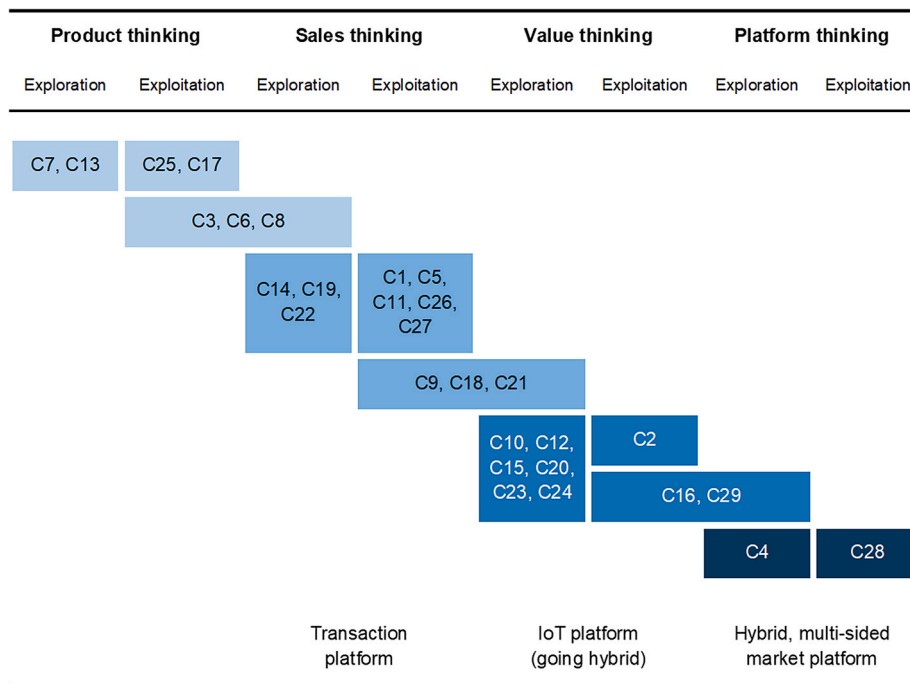 Product thinking Sales thinking Value thinking Platform thinking
Exploration Exploitation Exploration Exploitation Exploration Exploitation Exploration Exploitation
C7, C13
C25, C17
C3, C6, C8
C14, C19,
C22
C1, C5,
C11, C26,
C27
C9, C18, C21
C10, C12,
C15, C20,
C23, C24
C2
C16, C29
C4
C28
Transaction
platform
IoT platform
(going hybrid)
Hybrid, multi-sided
market platform